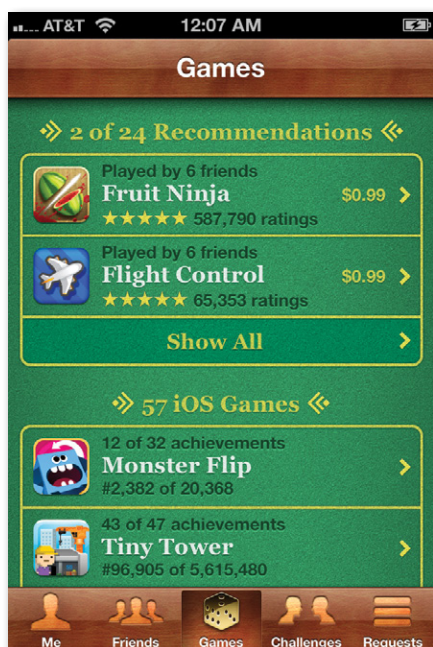 AT&T 12:07 AM
Games
2 of 24 Recommendations
Played by 6 friends
Fruit Ninja $0.99
587,790 ratings
Played by 6 friends
Flight Control $0.99
65,353 ratings
Show All
57 iOS Games
12 of 32 achievements
Monster Flip
#2,382 of 20,368
43 of 47 achievements
Tiny Tower
#96,905 of 5,615,480
Me Friends Games Challenges Requests